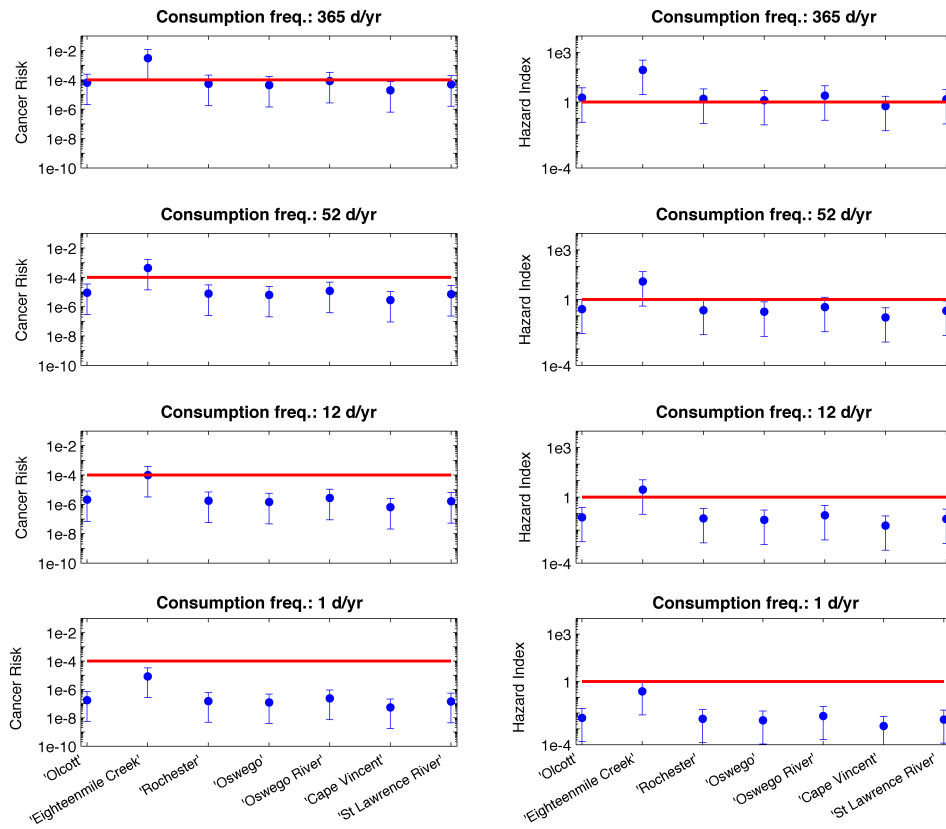 Consumption freq.: 365 d/yr
Cancer Risk
1e-2
1e-4
1e-6
1e-8
1e-10
Consumption freq.: 365 d/yr
Hazard Index
1e3
1
1e-4
Consumption freq.: 52 d/yr
Cancer Risk
1e-2
1e-4
1e-6
1e-8
1e-10
Consumption freq.: 52 d/yr
Hazard Index
1e3
1
1e-4
Consumption freq.: 12 d/yr
Cancer Risk
1e-2
1e-4
1e-6
1e-8
1e-10
Consumption freq.: 12 d/yr
Hazard Index
1e3
1
1e-4
Consumption freq.: 1 d/yr
Cancer Risk
1e-2
1e-4
1e-6
1e-8
1e-10
'Olcott'
'Eighteenmile Creek'
'Rochester'
'Oswego'
'Oswego River'
'Cape Vincent'
'St Lawrence River'
Consumption freq.: 1 d/yr
Hazard Index
1e3
1
1e-4
'Olcott'
'Eighteenmile Creek'
'Rochester'
'Oswego'
'Oswego River'
'Cape Vincent'
'St Lawrence River'